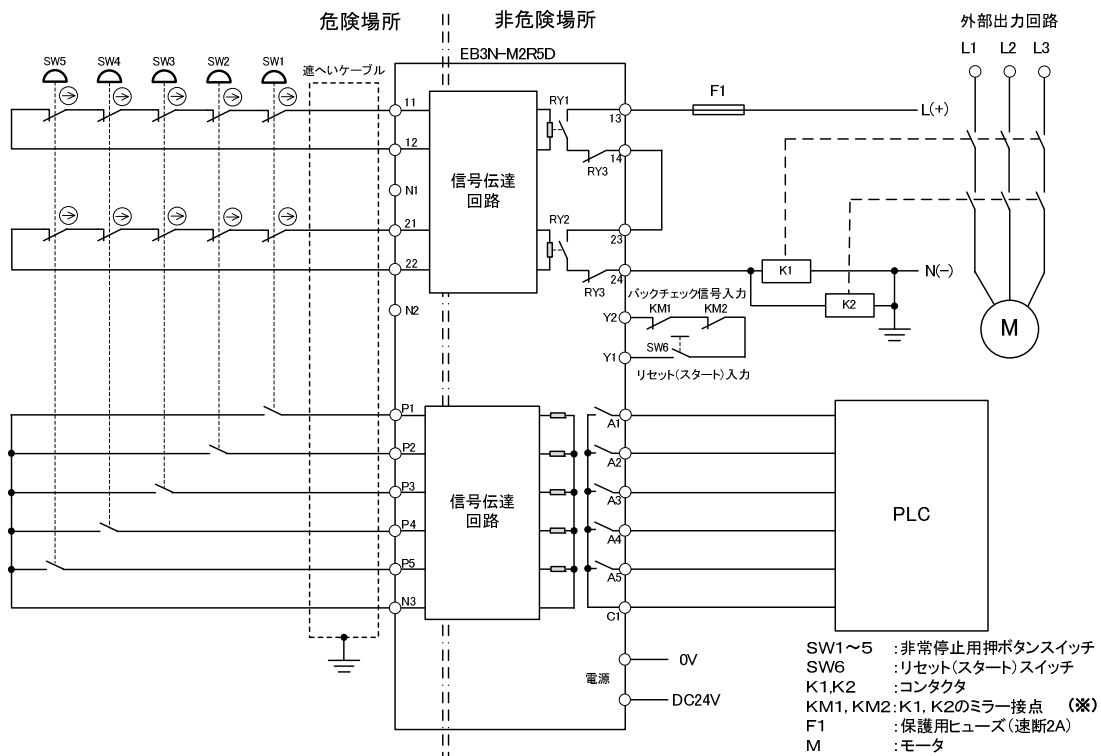 危険場所
非危険場所
外部出力回路
EB3N-M2R5D
L1
L2
L3
SW5
SW4
SW3
SW2
SW1
遮へいケーブル
11
12
N1
21
22
N2
信号伝達
回路
RY1
RY3
RY2
RY3
13
14
23
24
F1
L(+)
N(−)
K1
K2
M
バックチェック信号入力
Y2
KM1
KM2
SW6
Y1
リセット(スタート)入力
P1
P2
P3
P4
P5
N3
信号伝達
回路
A1
A2
A3
A4
A5
C1
PLC
電源
0V
DC24V
SW1～5 :非常停止用押ボタンスイッチ
SW6 :リセット(スタート)スイッチ
K1,K2 :コンタクタ
KM1, KM2:K1, K2のミラー接点 (※)
F1 :保護用ヒューズ(速断2A)
M :モータ